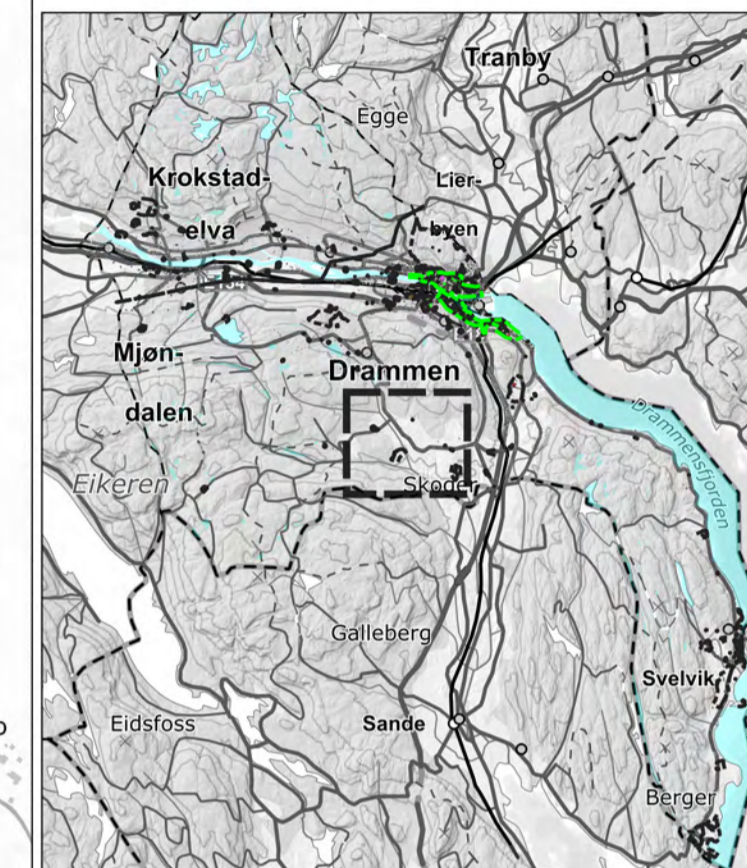 Tranby
Egge
Krokstad-
elva
Lier-
byen
Mjøn-
dalen
Drammen
Drammensfjorden
Eikeren
Skoger
Galleberg
Svelvik
Eidsfoss
Sande
Berger